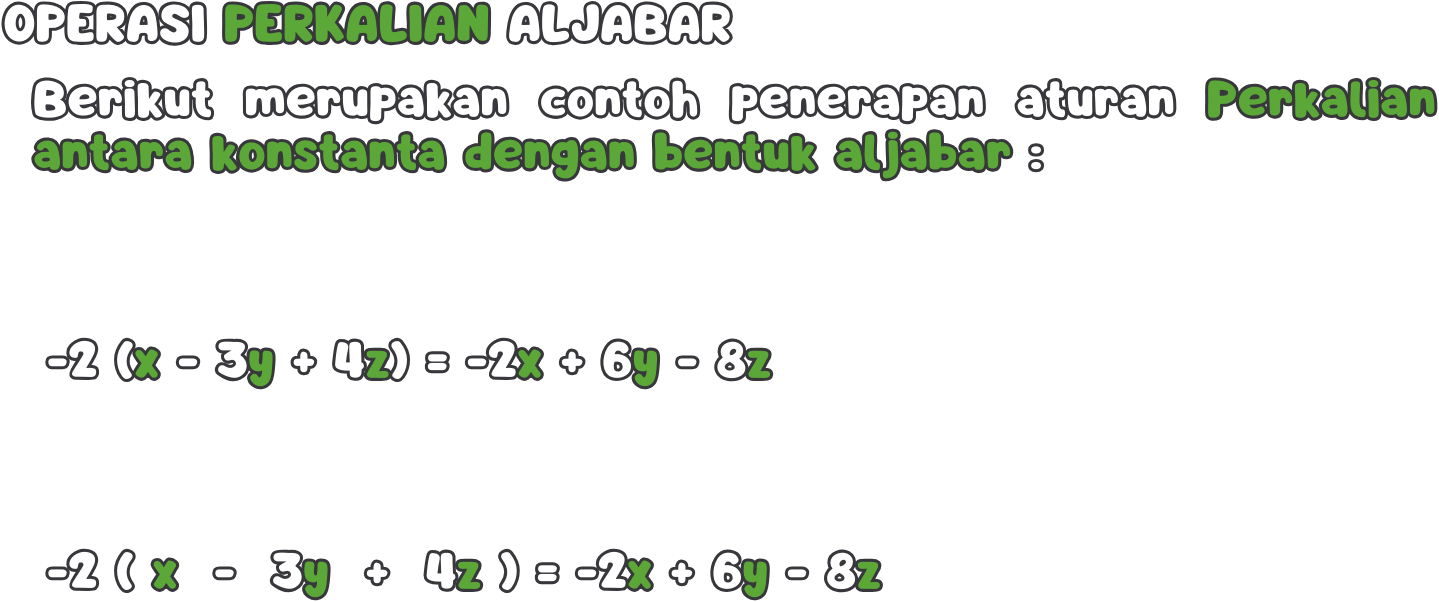 OPERASI PERKALIAN ALJABAR
Berikut merupakan contoh penerapan aturan Perkalian
antara konstanta dengan bentuk aljabar :
-2 (x - 3y + 4z) = -2x + 6y - 8z
-2 ( x - 3y + 4z ) = -2x + 6y - 8z